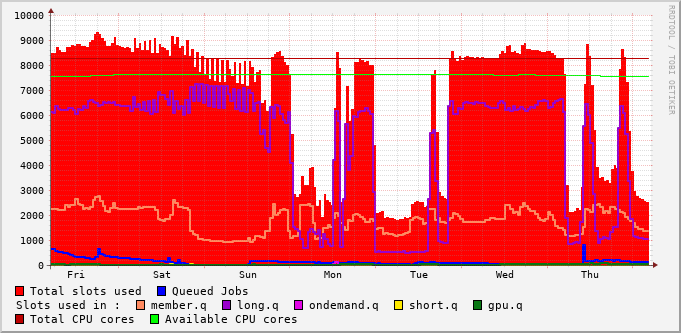 10000
9000
8000
7000
6000
5000
4000
3000
2000
1000
0
Fri Sat Sun Mon Tue Wed Thu
RRDTOOL / TOBI OETIKER
Total slots used Queued Jobs
Slots used in : member.q long.q ondemand.q short.q gpu.q
Total CPU cores Available CPU cores